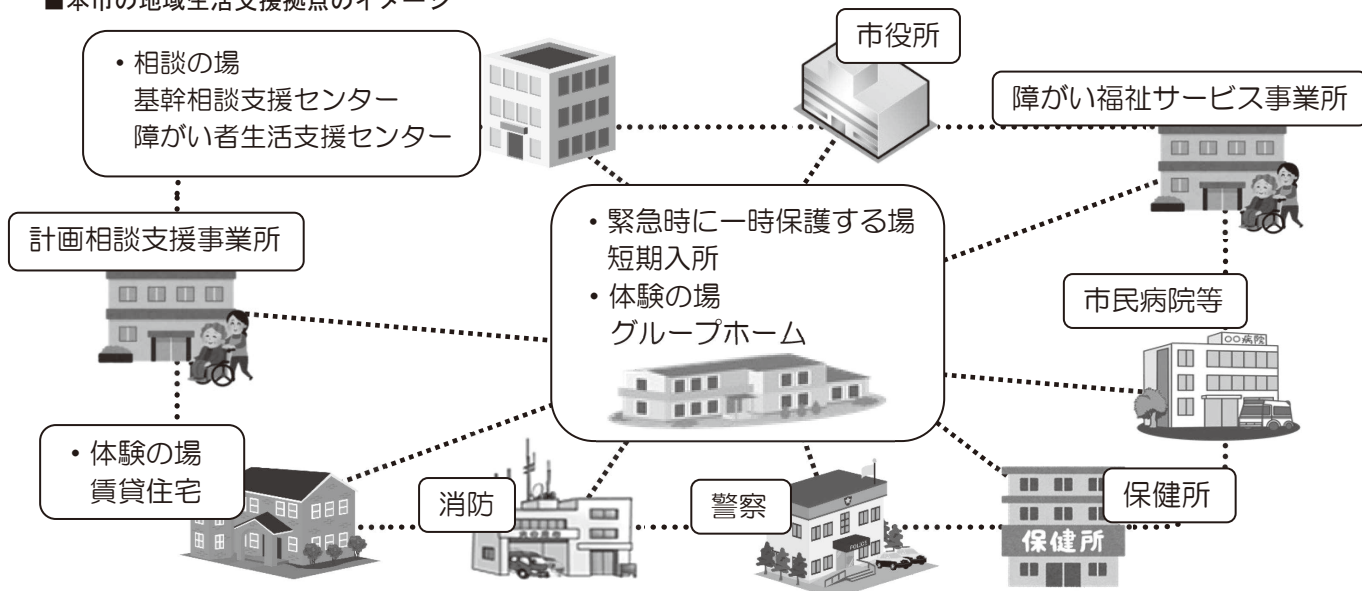 ■本市の地域生活支援拠点のイメージ
・相談の場
基幹相談支援センター
障がい者生活支援センター
市役所
障がい福祉サービス事業所
計画相談支援事業所
・緊急時に一時保護する場
短期入所
・体験の場
グループホーム
市民病院等
〇〇病院
・体験の場
賃貸住宅
消防
警察
POLICE
保健所
保健所